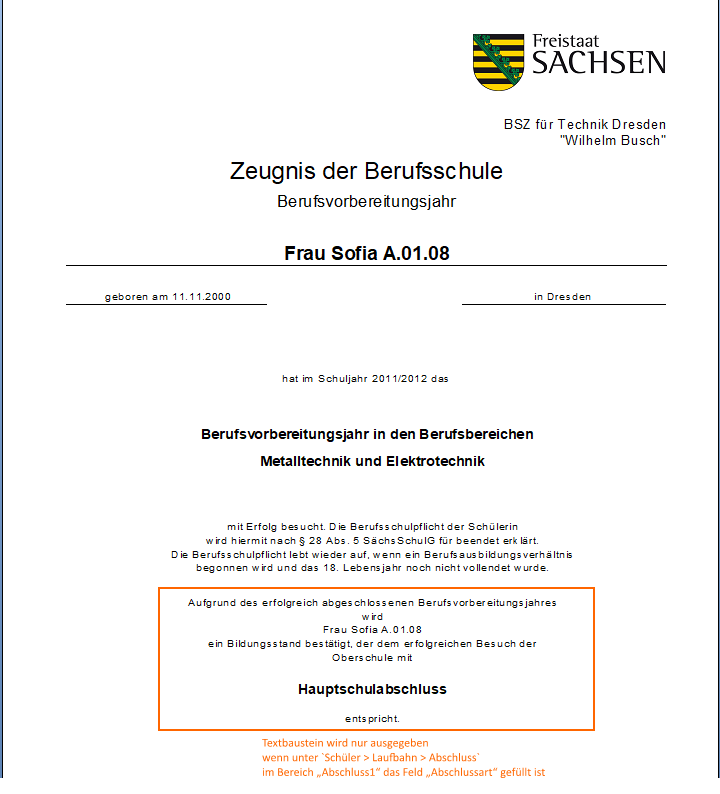 Freistaat
SACHSEN
BSZ für Technik Dresden
"Wilhelm Busch"
Zeugnis der Berufsschule
Berufsvorbereitungsjahr
Frau Sofia A.01.08
geboren am 11.11.2000
in Dresden
hat im Schuljahr 2011/2012 das
Berufsvorbereitungsjahr in den Berufsbereichen
Metalltechnik und Elektrotechnik
mit Erfolg besucht. Die Berufsschulpflicht der Schülerin
wird hiermit nach § 28 Abs. 5 SächsSchulG für beendet erklärt.
Die Berufsschulpflicht lebt wieder auf, wenn ein Berufsausbildungsverhältnis
begonnen wird und das 18. Lebensjahr noch nicht vollendet wurde.
Aufgrund des erfolgreich abgeschlossenen Berufsvorbereitungsjahres
wird
Frau Sofia A.01.08
ein Bildungsstand bestätigt, der dem erfolgreichen Besuch der
Oberschule mit
Hauptschulabschluss
entspricht.
Textbaustein wird nur ausgegeben
wenn unter `Schüler > Laufbahn > Abschluss`
im Bereich „Abschluss1" das Feld „Abschlussart" gefüllt ist